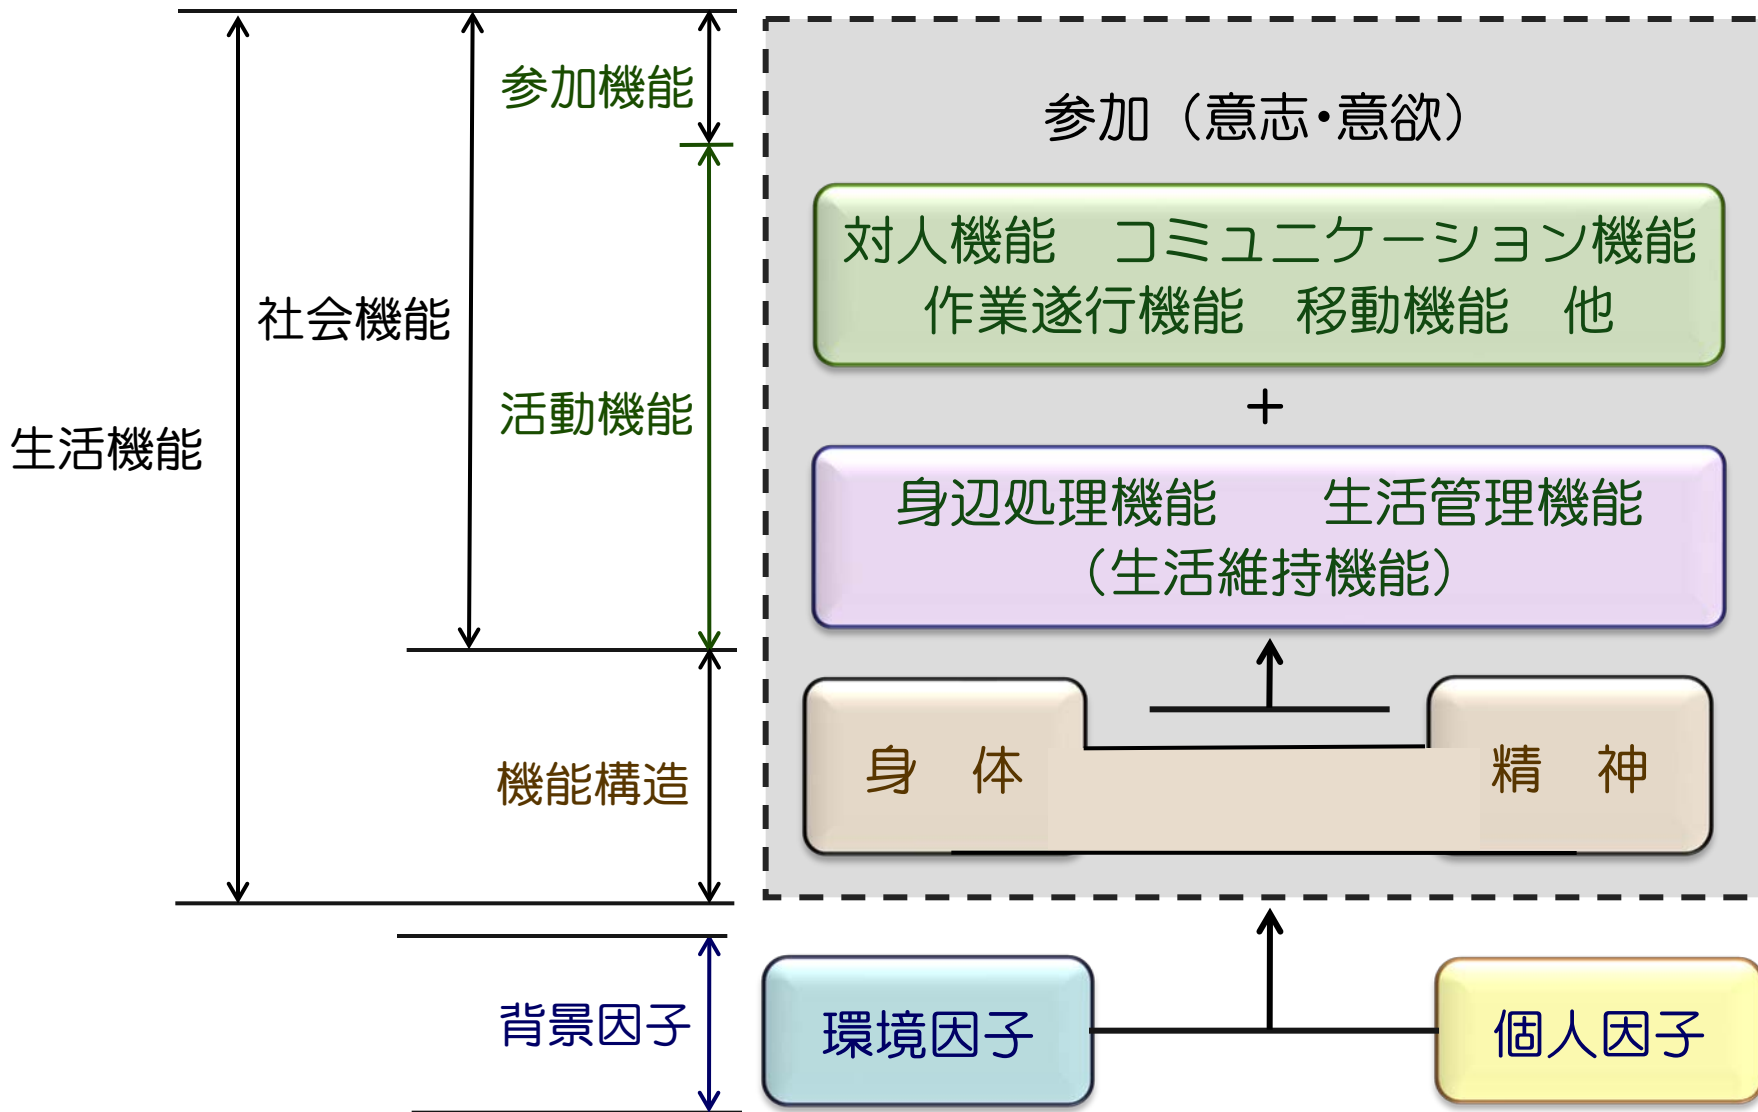 参加機能
社会機能
活動機能
生活機能
機能構造
背景因子
参加（意志・意欲）
対人機能　コミュニケーション機能
作業遂行機能　移動機能　他
＋
身辺処理機能　　生活管理機能
（生活維持機能）
身　体
精　神
環境因子
個人因子